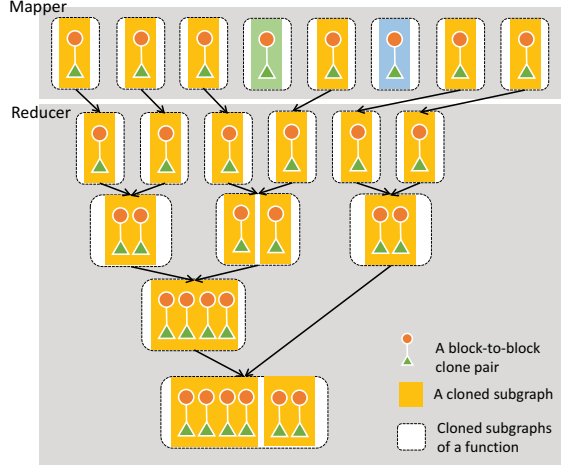 Mapper
Reducer
A block-to-block
clone pair
A cloned subgraph
Cloned subgraphs
of a function